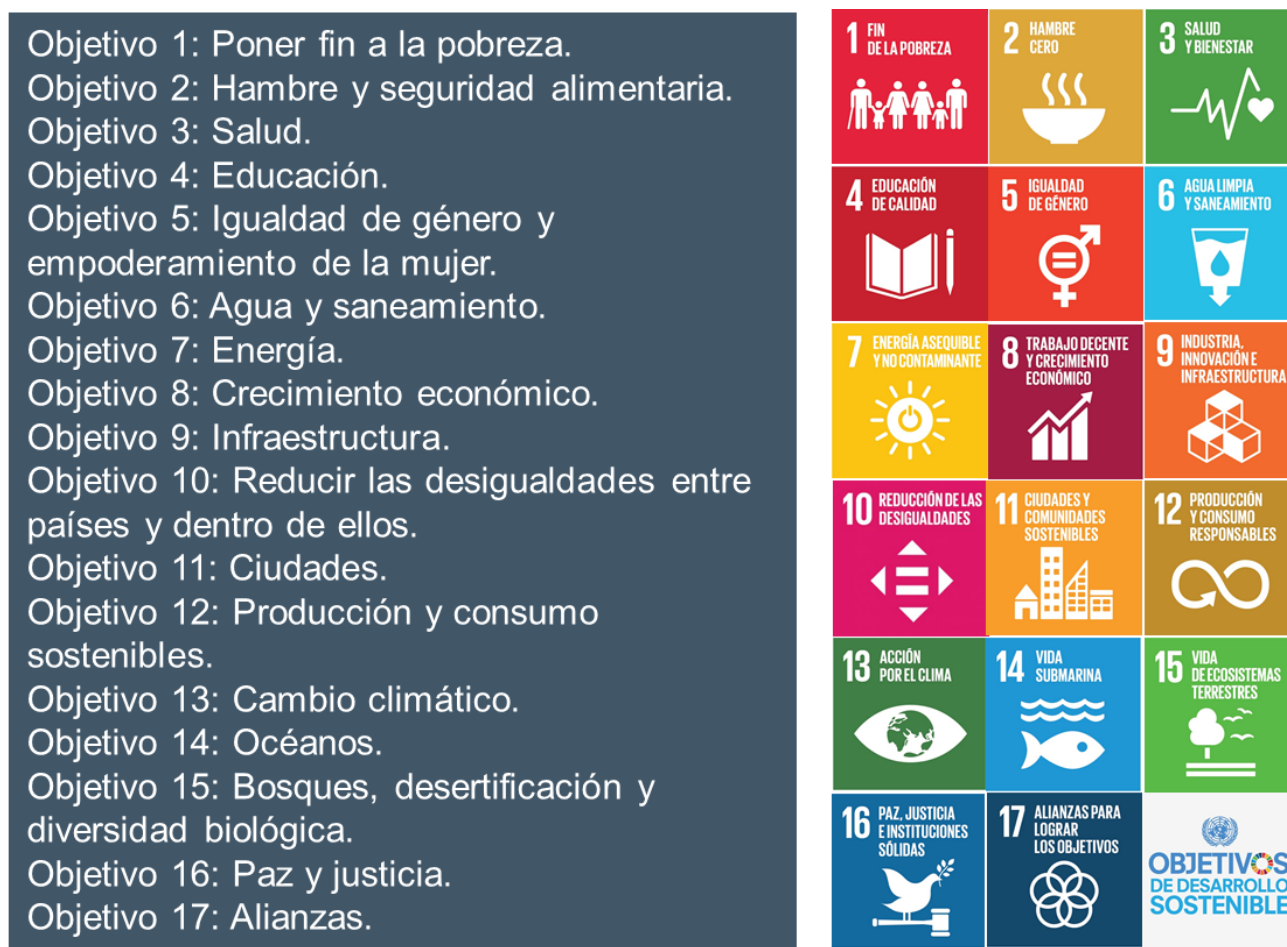 Objetivo 1: Poner fin a la pobreza.
Objetivo 2: Hambre y seguridad alimentaria.
Objetivo 3: Salud.
Objetivo 4: Educación.
Objetivo 5: Igualdad de género y
empoderamiento de la mujer.
Objetivo 6: Agua y saneamiento.
Objetivo 7: Energía.
Objetivo 8: Crecimiento económico.
Objetivo 9: Infraestructura.
Objetivo 10: Reducir las desigualdades entre
países y dentro de ellos.
Objetivo 11: Ciudades.
Objetivo 12: Producción y consumo
sostenibles.
Objetivo 13: Cambio climático.
Objetivo 14: Océanos.
Objetivo 15: Bosques, desertificación y
diversidad biológica.
Objetivo 16: Paz y justicia.
Objetivo 17: Alianzas.
1 FIN
DE LA POBREZA
2 HAMBRE
CERO
3 SALUD
Y BIENESTAR
4 EDUCACIÓN
DE CALIDAD
5 IGUALDAD
DE GÉNERO
6 AGUA LIMPIA
Y SANEAMIENTO
7 ENERGÍA ASEQUIBLE
Y NO CONTAMINANTE
8 TRABAJO DECENTE
Y CRECIMIENTO
ECONÓMICO
9 INDUSTRIA,
INNOVACIÓN E
INFRAESTRUCTURA
10 REDUCCIÓN DE LAS
DESIGUALDADES
11 CIUDADES Y
COMUNIDADES
SOSTENIBLES
12 PRODUCCIÓN
Y CONSUMO
RESPONSABLES
13 ACCIÓN
POR EL CLIMA
14 VIDA
SUBMARINA
15 VIDA
DE ECOSISTEMAS
TERRESTRES
16 PAZ, JUSTICIA
E INSTITUCIONES
SÓLIDAS
17 ALIANZAS PARA
LOGRAR
LOS OBJETIVOS
OBJETIVOS
DE DESARROLLO
SOSTENIBLE